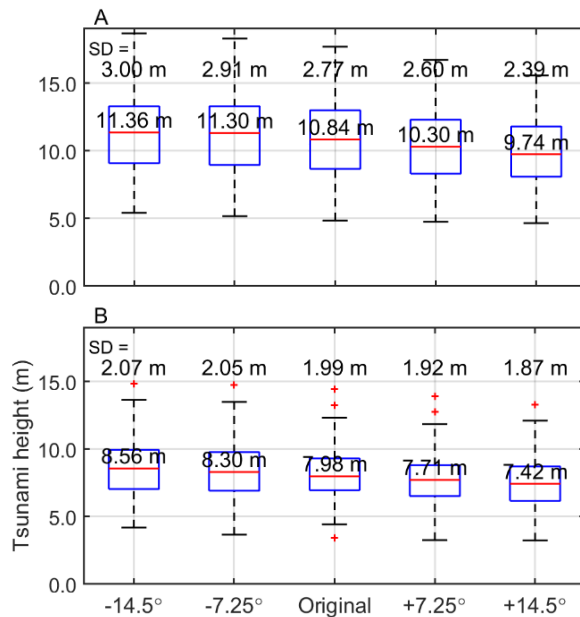 A
SD =
3.00 m 2.91 m 2.77 m 2.60 m 2.39 m
15.0
11.36 m 11.30 m 10.84 m 10.30 m 9.74 m
10.0
5.0
0.0
B
SD =
2.07 m 2.05 m 1.99 m 1.92 m 1.87 m
15.0
10.0
8.56 m 8.30 m 7.98 m 7.71 m 7.42 m
5.0
0.0
Tsunami height (m)
-14.5° -7.25° Original +7.25° +14.5°